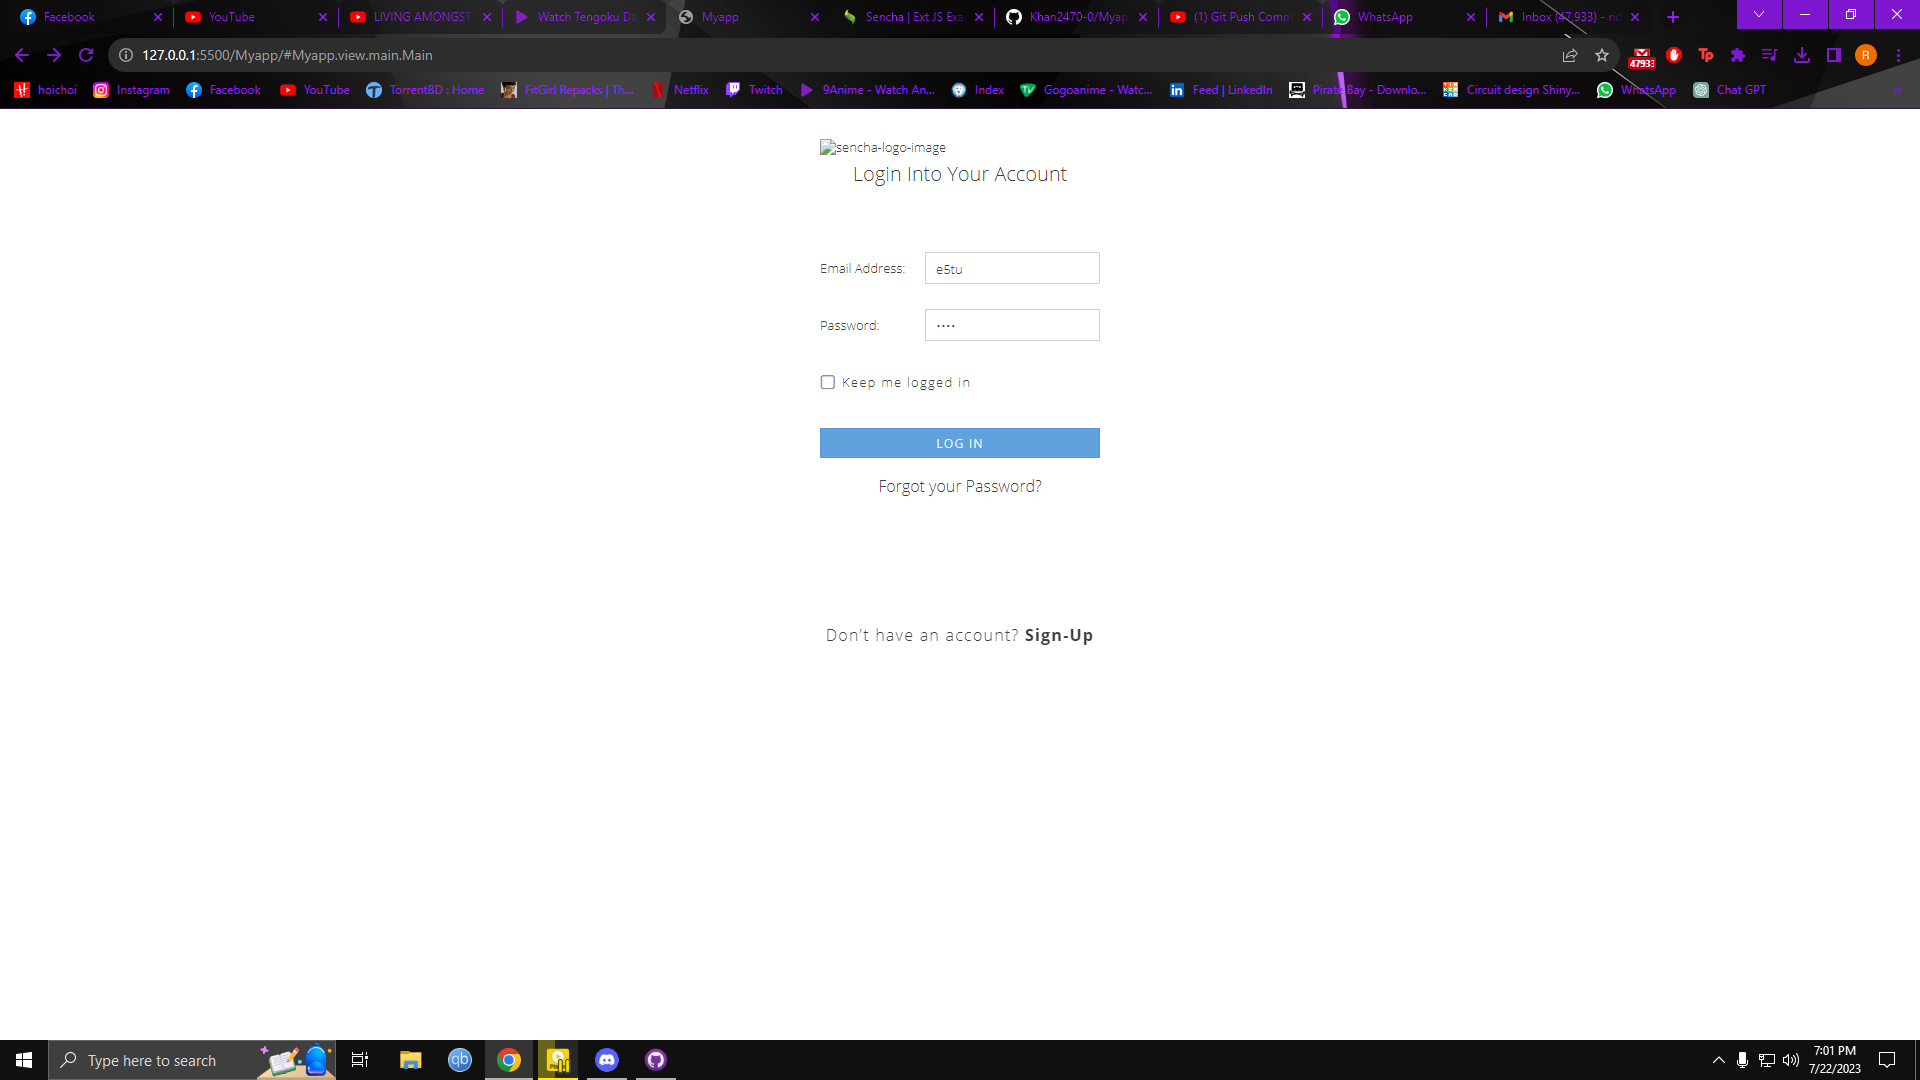 Facebook
YouTube
LIVING AMONGST
Watch Tengoku Da
Myapp
Sencha | Ext JS Exa
Khan2470-0/Myap
(1) Git Push Comm
WhatsApp
Inbox (47,933) - rid
127.0.0.1:5500/Myapp/#Myapp.view.main.Main
47933
Tp
R
hoichoi
Instagram
Facebook
YouTube
TorrentBD : Home
FitGirl Repacks | Th...
Netflix
Twitch
9Anime - Watch An...
Index
Gogoanime - Watc...
Feed | LinkedIn
Pirate Bay - Downlo...
Circuit design Shiny...
WhatsApp
Chat GPT
sencha-logo-image
Login Into Your Account
Email Address:
e5tu
Password:
Keep me logged in
LOG IN
Forgot your Password?
Don't have an account? Sign-Up
Type here to search
qb
7:01 PM
7/22/2023